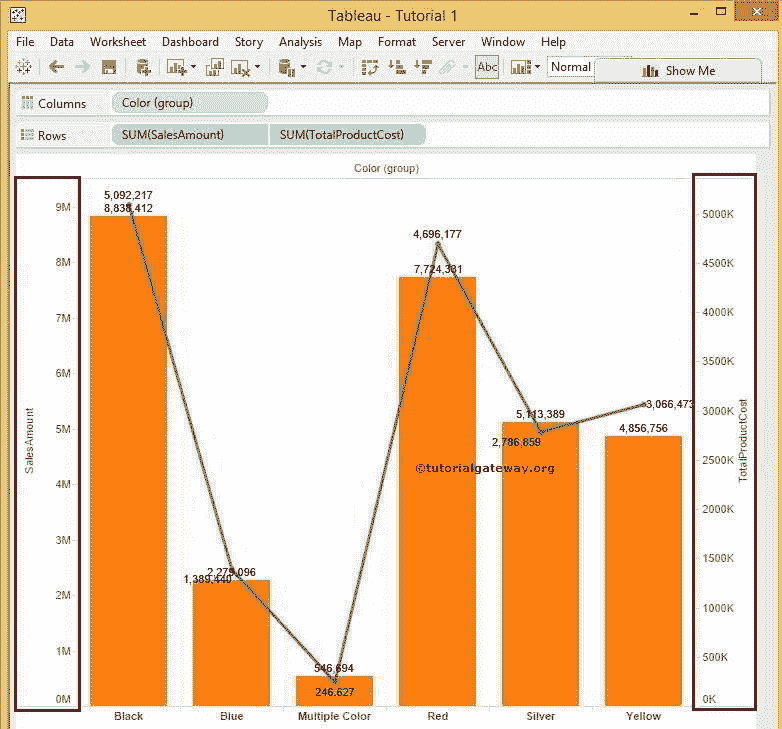 Tableau - Tutorial 1
File Data Worksheet Dashboard Story Analysis Map Format Server Window Help
Abc Normal Show Me
Columns Color (group)
Rows SUM(SalesAmount) SUM(TotalProductCost)
Color (group)
5,092,217
8,838,412
4,696,177
7,724,331
3,066,473
5,113,389
2,786,859
4,856,756
2,279,096
1,389,440
546,694
246,627
©tutorialgateway.org
9M
8M
7M
6M
5M
4M
3M
2M
1M
0M
SalesAmount
5000K
4500K
4000K
3500K
3000K
2500K
2000K
1500K
1000K
500K
0K
TotalProductCost
Black Blue Multiple Color Red Silver Yellow